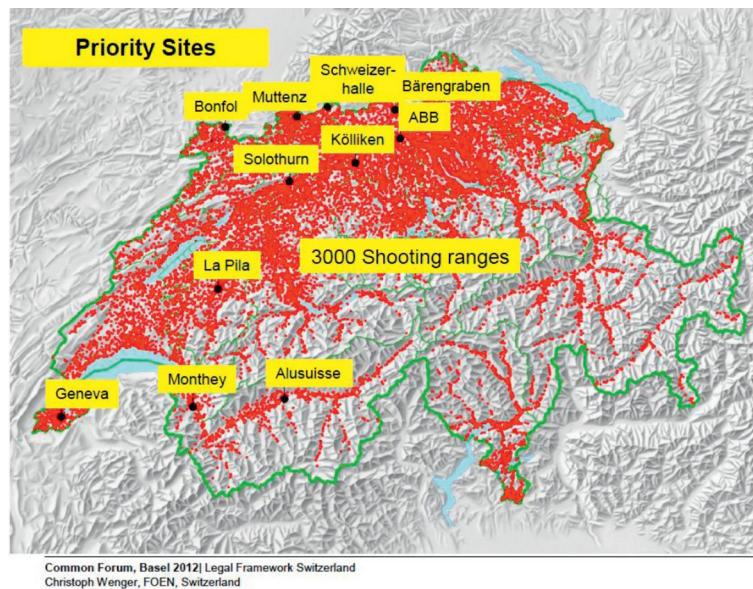 Priority Sites
Schweizer-
halle
Bärengraben
Muttenz
Bonfol
ABB
Kölliken
Solothurn
3000 Shooting ranges
La Pila
Alusuisse
Monthey
Geneva
Common Forum, Basel 2012| Legal Framework Switzerland
Christoph Wenger, FOEN, Switzerland